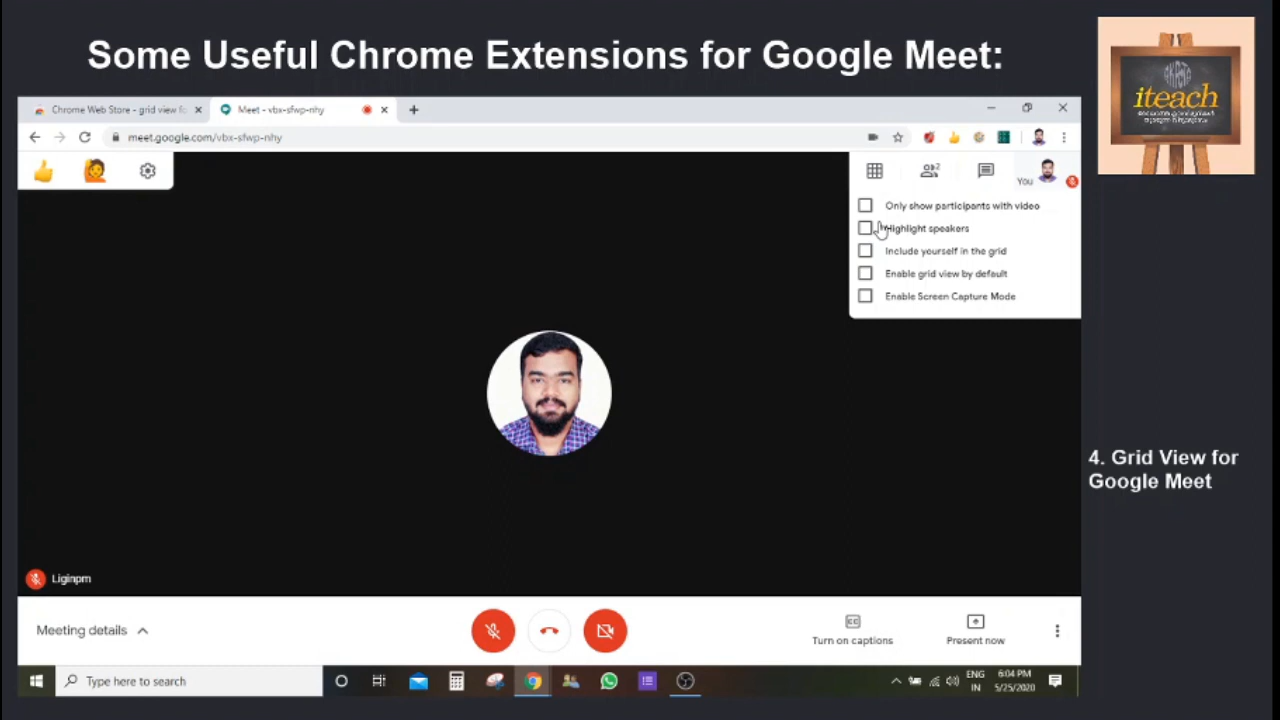 Some Useful Chrome Extensions for Google Meet:
iteach
Chrome Web Store - grid view fo
Meet - vbx-sfwp-nhy
meet.google.com/vbx-sfwp-nhy
2
You
Only show participants with video
Highlight speakers
Include yourself in the grid
Enable grid view by default
Enable Screen Capture Mode
4. Grid View for
Google Meet
Liginpm
Meeting details
Turn on captions
Present now
Type here to search
ENG
IN
6:04 PM
5/25/2020